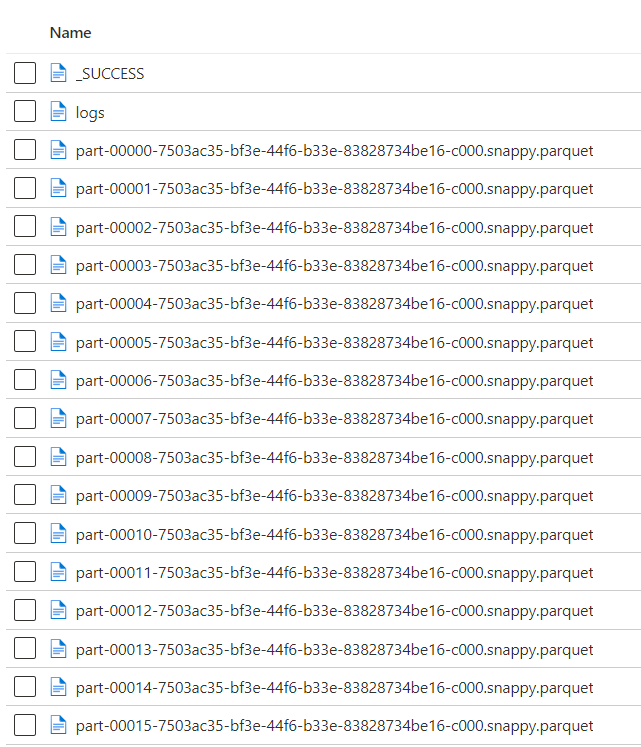 Name
_SUCCESS
logs
part-00000-7503ac35-bf3e-44f6-b33e-83828734be16-c000.snappy.parquet
part-00001-7503ac35-bf3e-44f6-b33e-83828734be16-c000.snappy.parquet
part-00002-7503ac35-bf3e-44f6-b33e-83828734be16-c000.snappy.parquet
part-00003-7503ac35-bf3e-44f6-b33e-83828734be16-c000.snappy.parquet
part-00004-7503ac35-bf3e-44f6-b33e-83828734be16-c000.snappy.parquet
part-00005-7503ac35-bf3e-44f6-b33e-83828734be16-c000.snappy.parquet
part-00006-7503ac35-bf3e-44f6-b33e-83828734be16-c000.snappy.parquet
part-00007-7503ac35-bf3e-44f6-b33e-83828734be16-c000.snappy.parquet
part-00008-7503ac35-bf3e-44f6-b33e-83828734be16-c000.snappy.parquet
part-00009-7503ac35-bf3e-44f6-b33e-83828734be16-c000.snappy.parquet
part-00010-7503ac35-bf3e-44f6-b33e-83828734be16-c000.snappy.parquet
part-00011-7503ac35-bf3e-44f6-b33e-83828734be16-c000.snappy.parquet
part-00012-7503ac35-bf3e-44f6-b33e-83828734be16-c000.snappy.parquet
part-00013-7503ac35-bf3e-44f6-b33e-83828734be16-c000.snappy.parquet
part-00014-7503ac35-bf3e-44f6-b33e-83828734be16-c000.snappy.parquet
part-00015-7503ac35-bf3e-44f6-b33e-83828734be16-c000.snappy.parquet